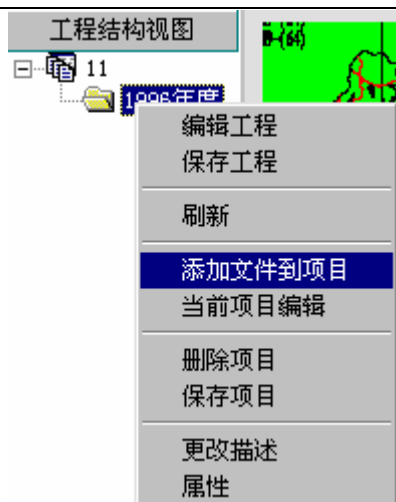 工程结构视图
11
1996年度
(64)
编辑工程
保存工程
刷新
添加文件到项目
当前项目编辑
删除项目
保存项目
更改描述
属性